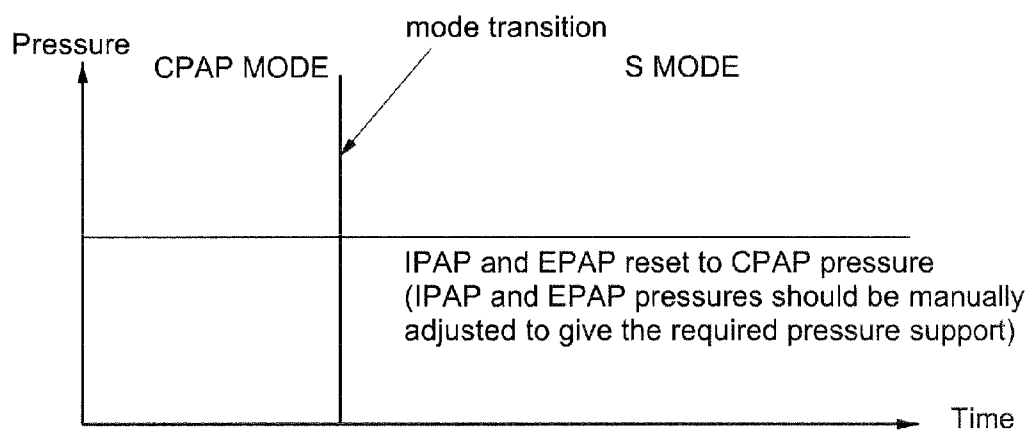 mode transition
Pressure
CPAP MODE
S MODE
IPAP and EPAP reset to CPAP pressure
(IPAP and EPAP pressures should be manually
adjusted to give the required pressure support)
Time